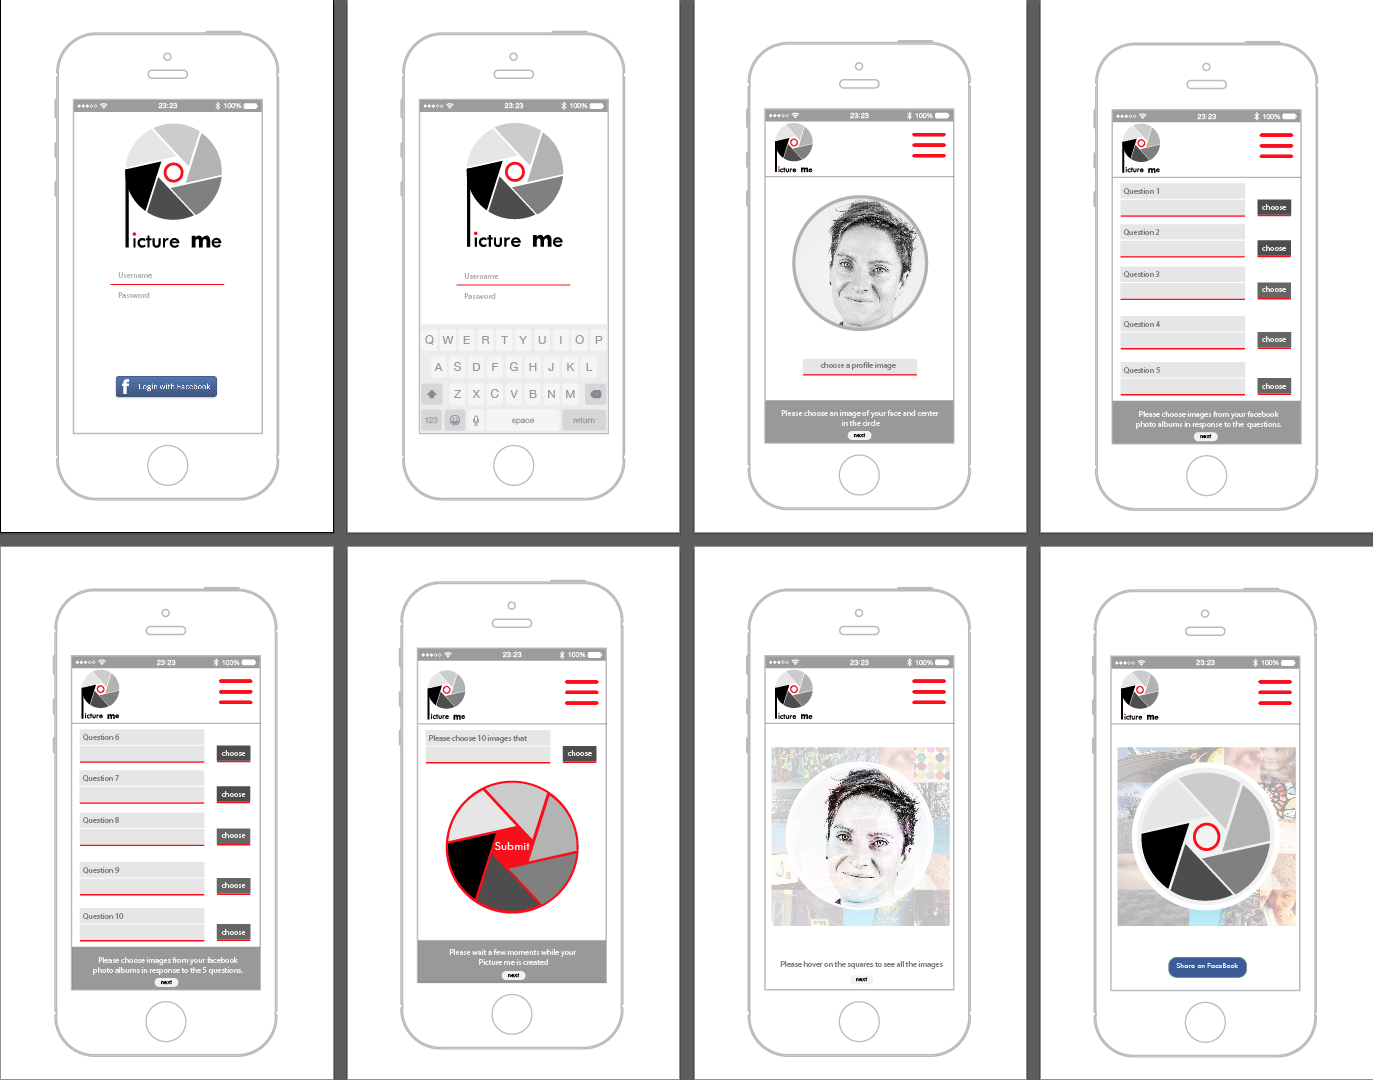 23:23
100%
icture me
Username
Password
f Login with Facebook
23:23
100%
icture me
Username
Password
Q W E R T Y U I O P
A S D F G H J K L
Z X C V B N M
123 space return
23:23
100%
icture me
choose a profile image
Please choose an image of your face and center
in the circle
next
23:23
100%
icture me
Question 1
choose
Question 2
choose
Question 3
choose
Question 4
choose
Question 5
choose
Please choose images from your facebook
photo albums in response to the questions.
next
23:23
100%
icture me
Question 6
choose
Question 7
choose
Question 8
choose
Question 9
choose
Question 10
choose
Please choose images from your facebook
photo albums in response to the 5 questions.
next
23:23
100%
icture me
Please choose 10 images that
choose
Submit
Please wait a few moments while your
Picture me is created
next
23:23
100%
icture me
Please hover on the squares to see all the images
next
23:23
100%
icture me
Share on FaceBook